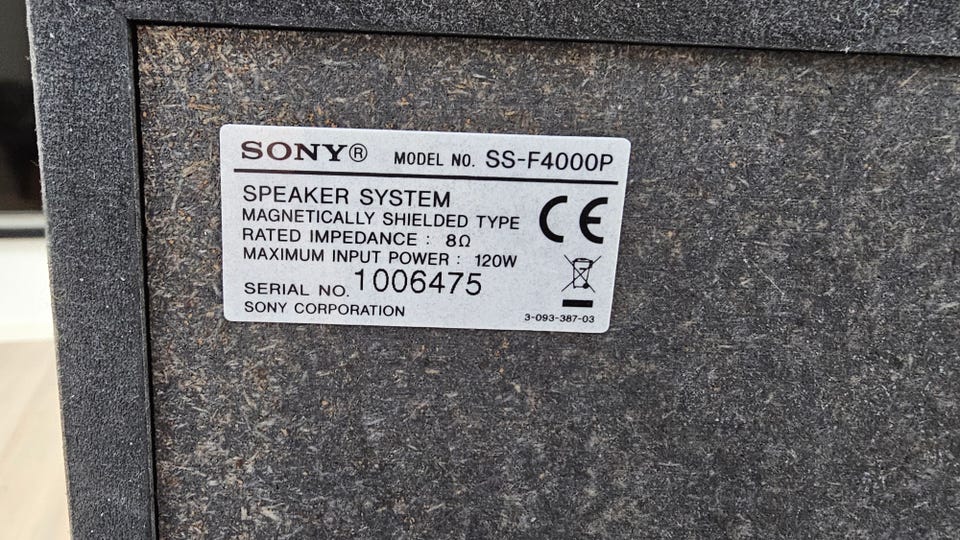 SONY® MODEL NO. SS-F4000P
SPEAKER SYSTEM
MAGNETICALLY SHIELDED TYPE
RATED IMPEDANCE : 8Ω
MAXIMUM INPUT POWER : 120W
CE
SERIAL NO. 1006475
SONY CORPORATION
3-093-387-03